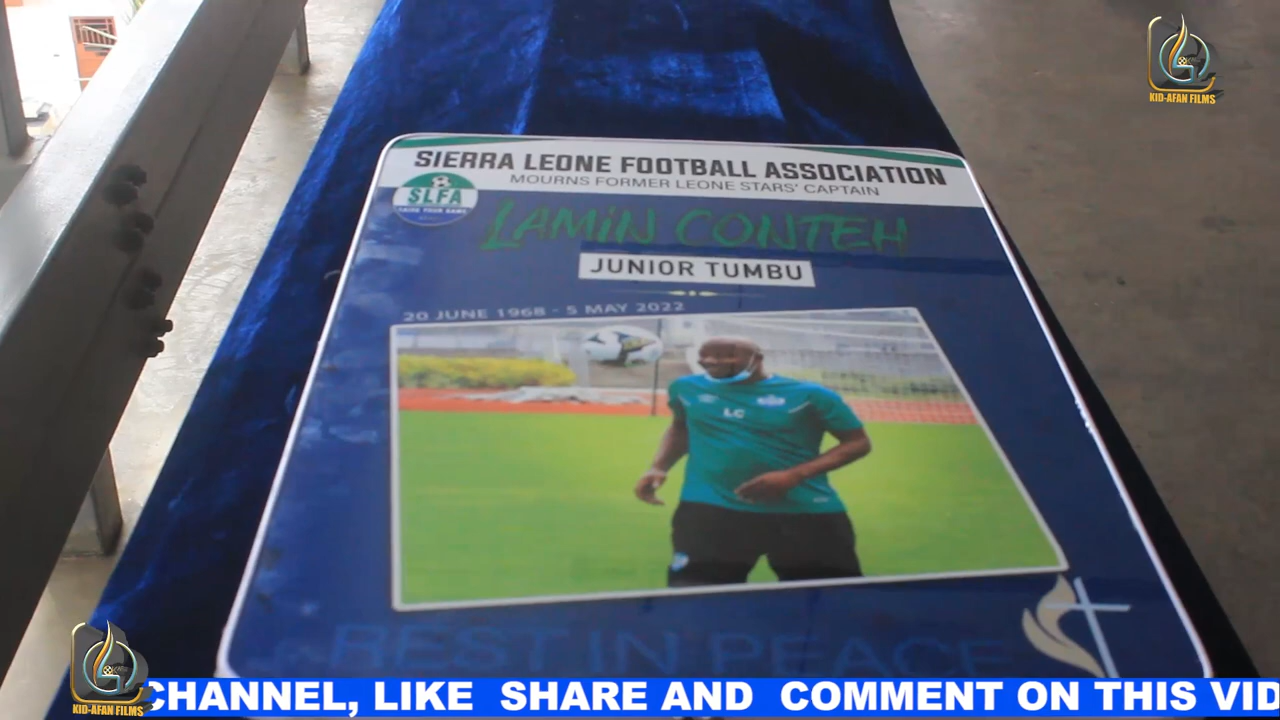 KID-AFAN FILMS
SIERRA LEONE FOOTBALL ASSOCIATION
MOURNS FORMER LEONE STARS' CAPTAIN
SLFA
LAMIN CONTEH
JUNIOR TUMBU
20 JUNE 1968 - 5 MAY 2022
LC
REST IN PEACE
KID-AFAN FILMS
CHANNEL, LIKE SHARE AND COMMENT ON THIS VID